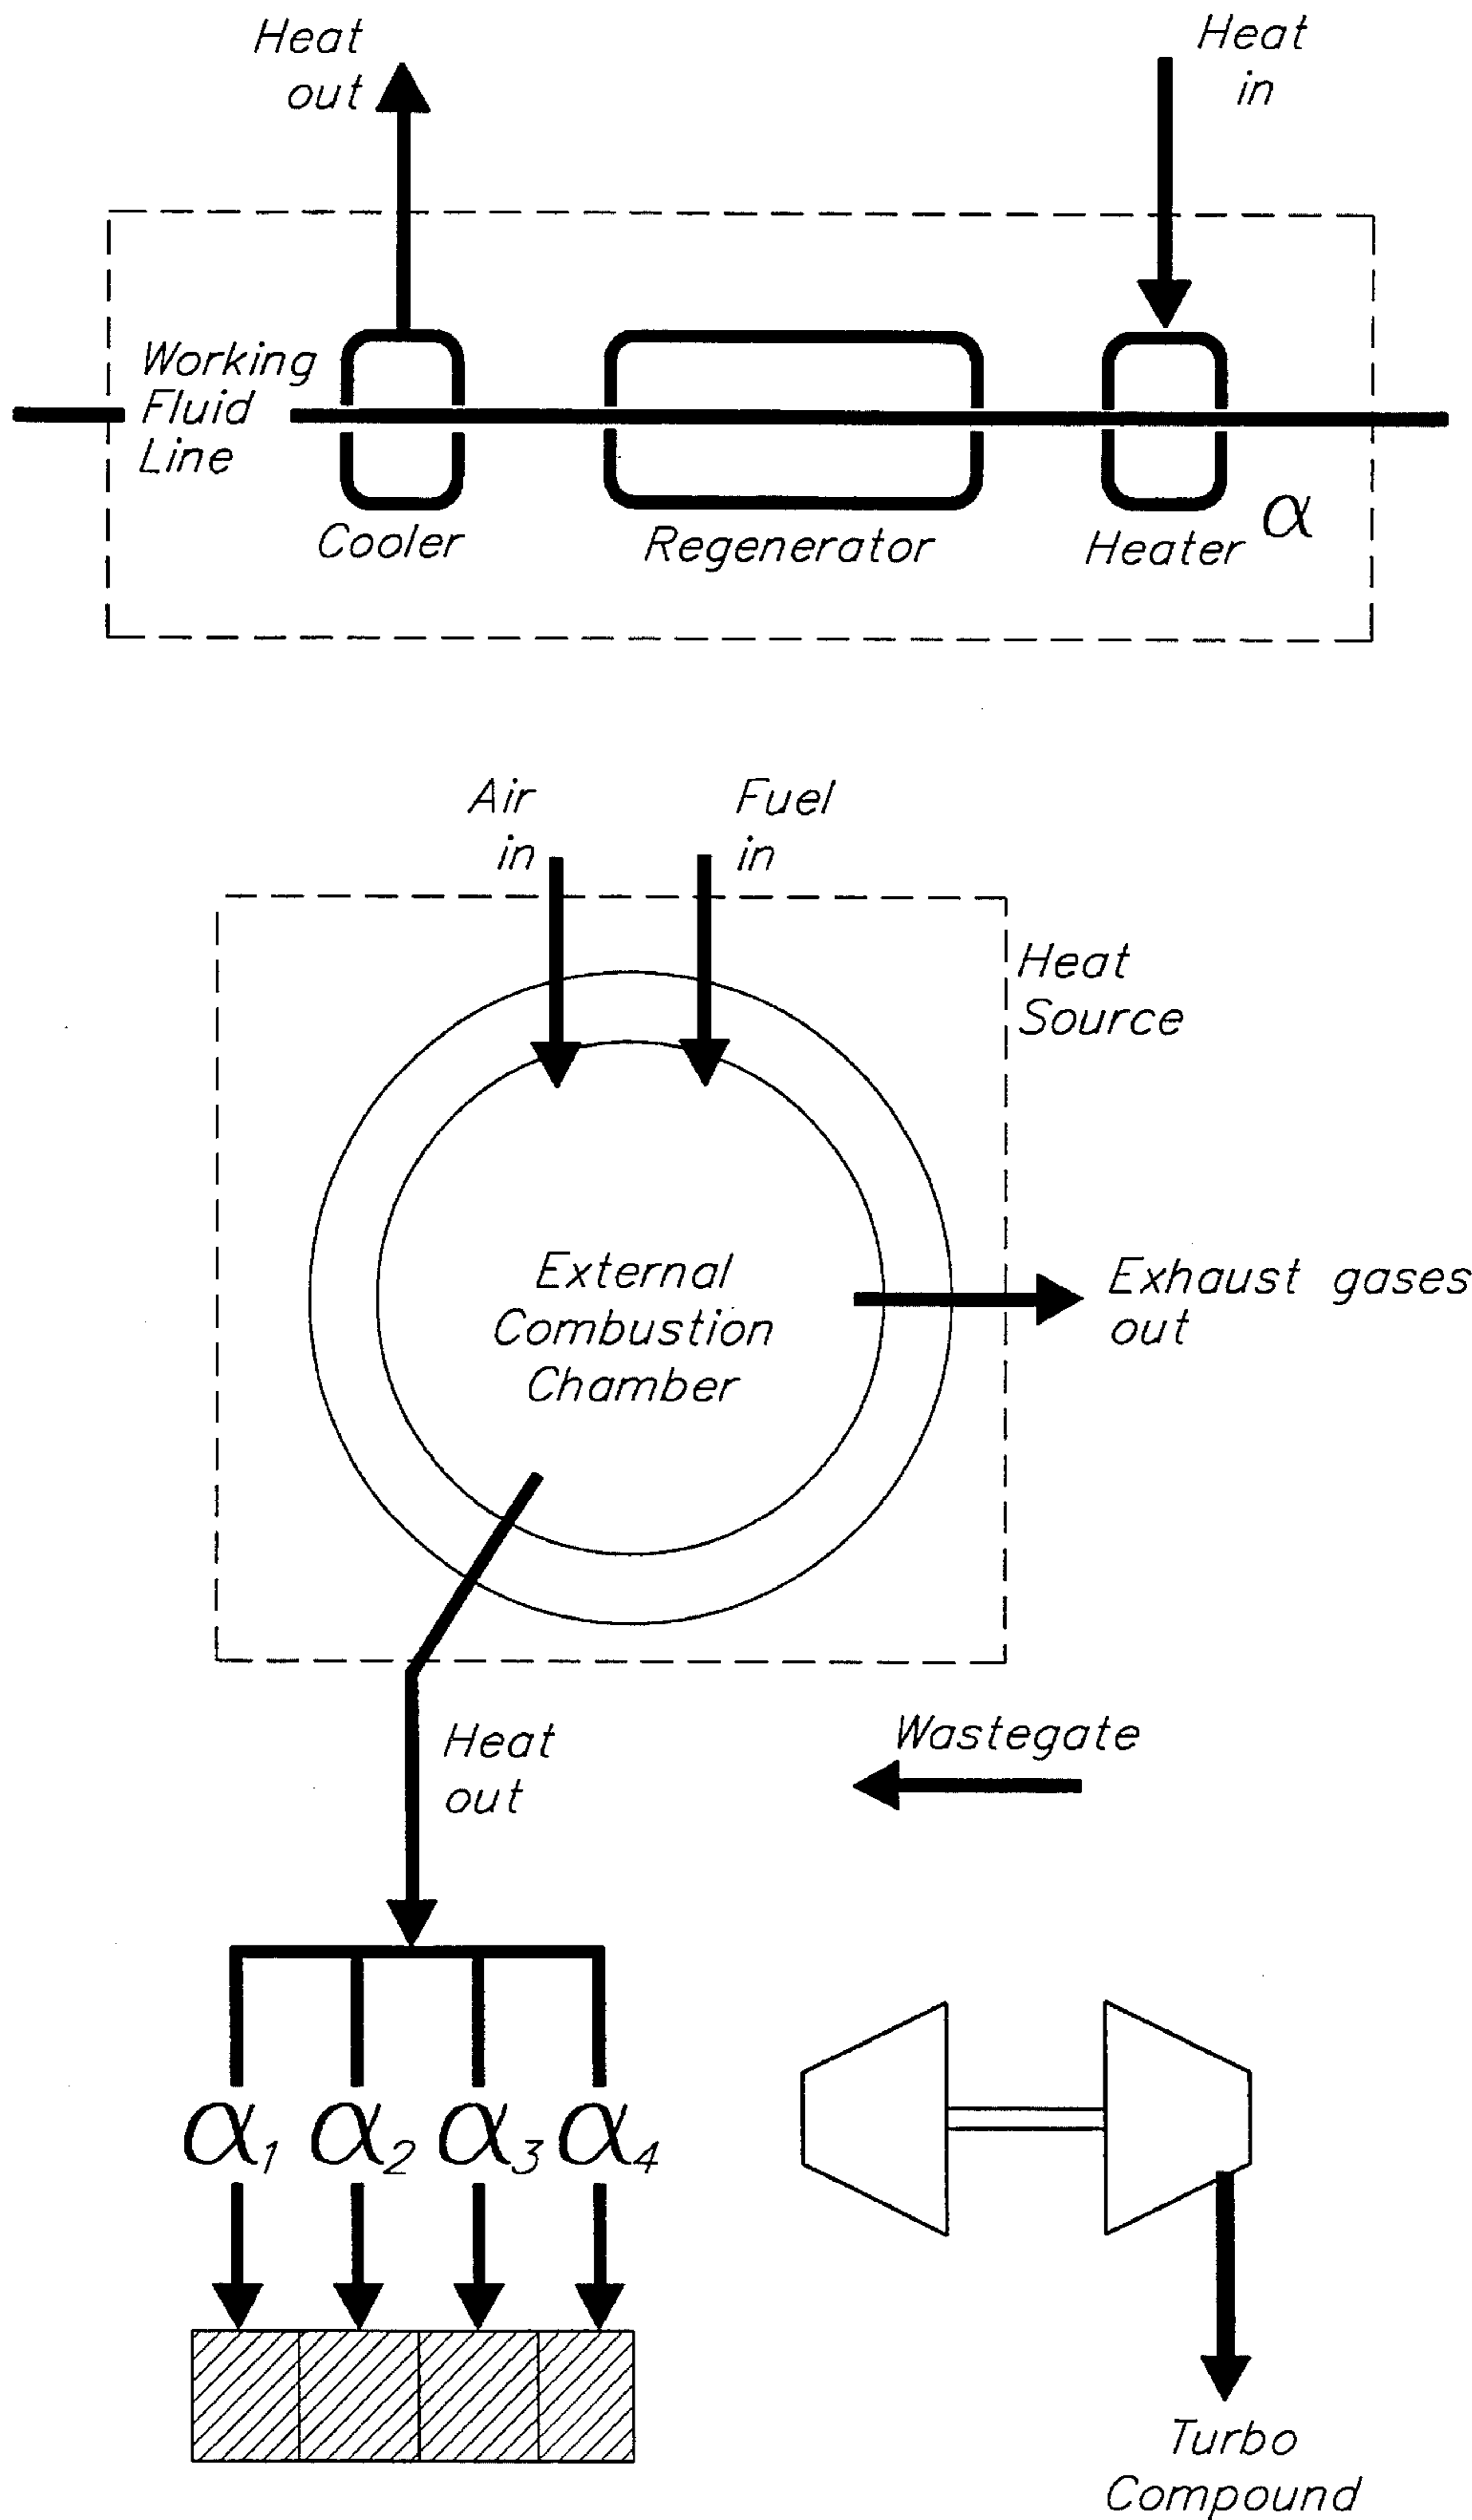 Heat
out
Heat
in
Working
Fluid
Line
Cooler
Regenerator
Heater
α
Air
in
Fuel
in
Heat
Source
External
Combustion
Chamber
Exhaust gases
out
Heat
out
Wastegate
α1 α2 α3 α4
Turbo
Compound